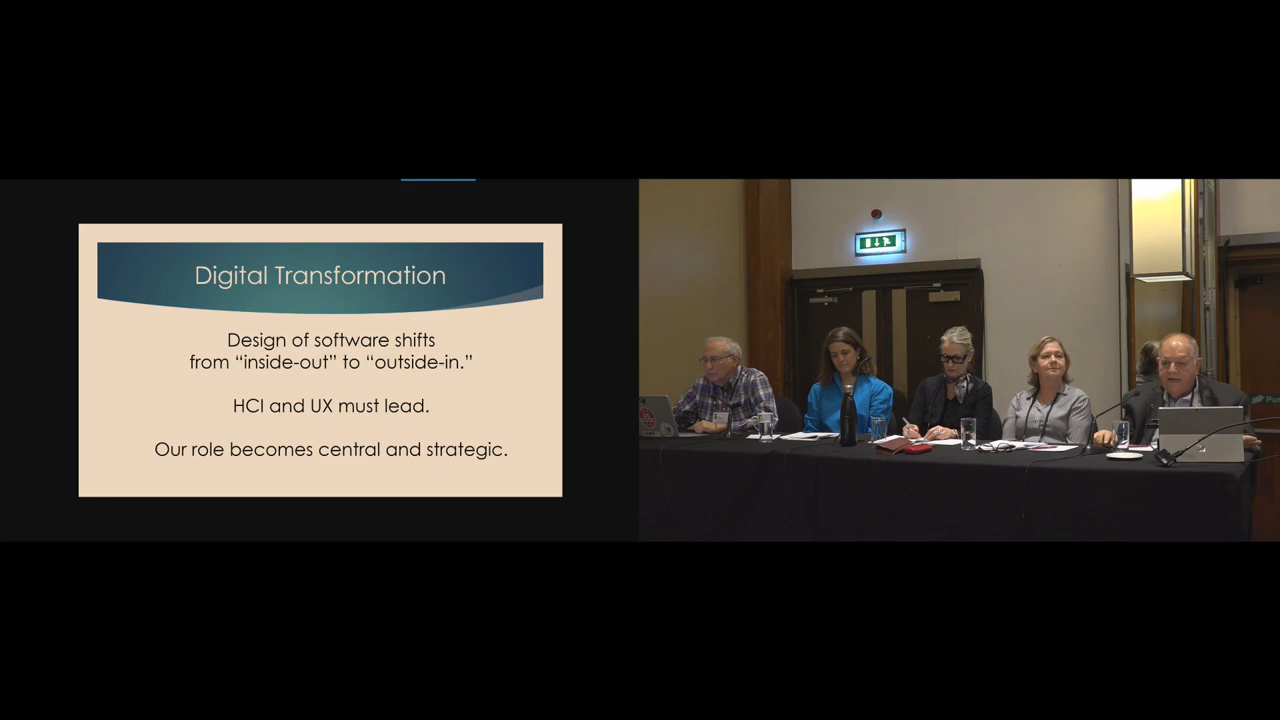 Digital Transformation
Design of software shifts
from “inside-out” to “outside-in.”
HCI and UX must lead.
Our role becomes central and strategic.